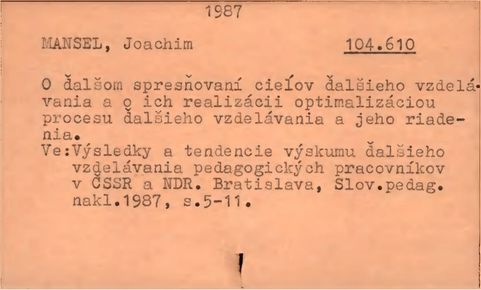 1987
MANSEL, Joachim 104.610
O ďalšom spresňovaní cieľov ďalšieho vzdelá-
vania a o ich realizácii optimalizáciou
procesu ďalšieho vzdelávania a jeho riade-
nia.
Ve:Výsledky a tendencie výskumu ďalšieho
vzdelávania pedagogických pracovníkov
v ČSSR a NDR. Bratislava, Slov.pedag.
nakl.1987, s.5-11.